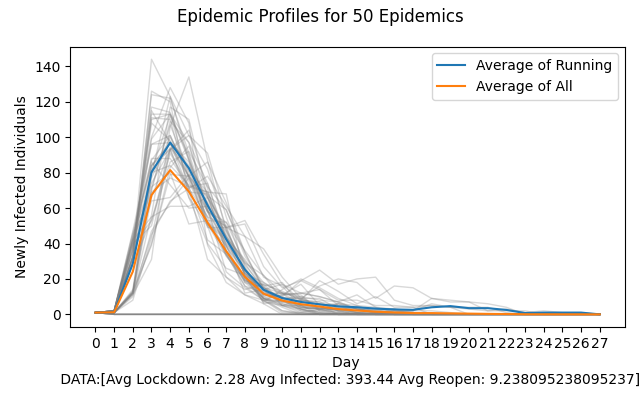 Epidemic Profiles for 50 Epidemics
Newly Infected Individuals
140
120
100
80
60
40
20
0
Average of Running
Average of All
0 1 2 3 4 5 6 7 8 9 10 11 12 13 14 15 16 17 18 19 20 21 22 23 24 25 26 27
Day
DATA:[Avg Lockdown: 2.28 Avg Infected: 393.44 Avg Reopen: 9.238095238095237]